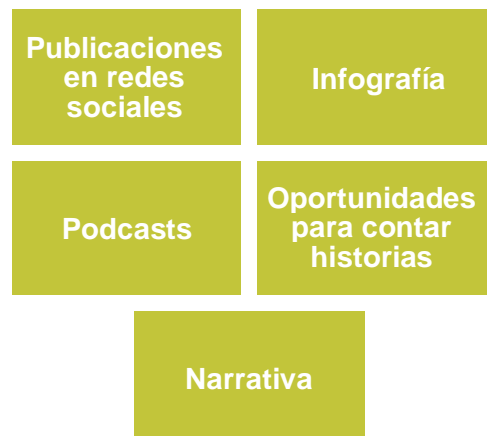 Publicaciones
en redes
sociales
Infografía
Podcasts
Oportunidades
para contar
historias
Narrativa